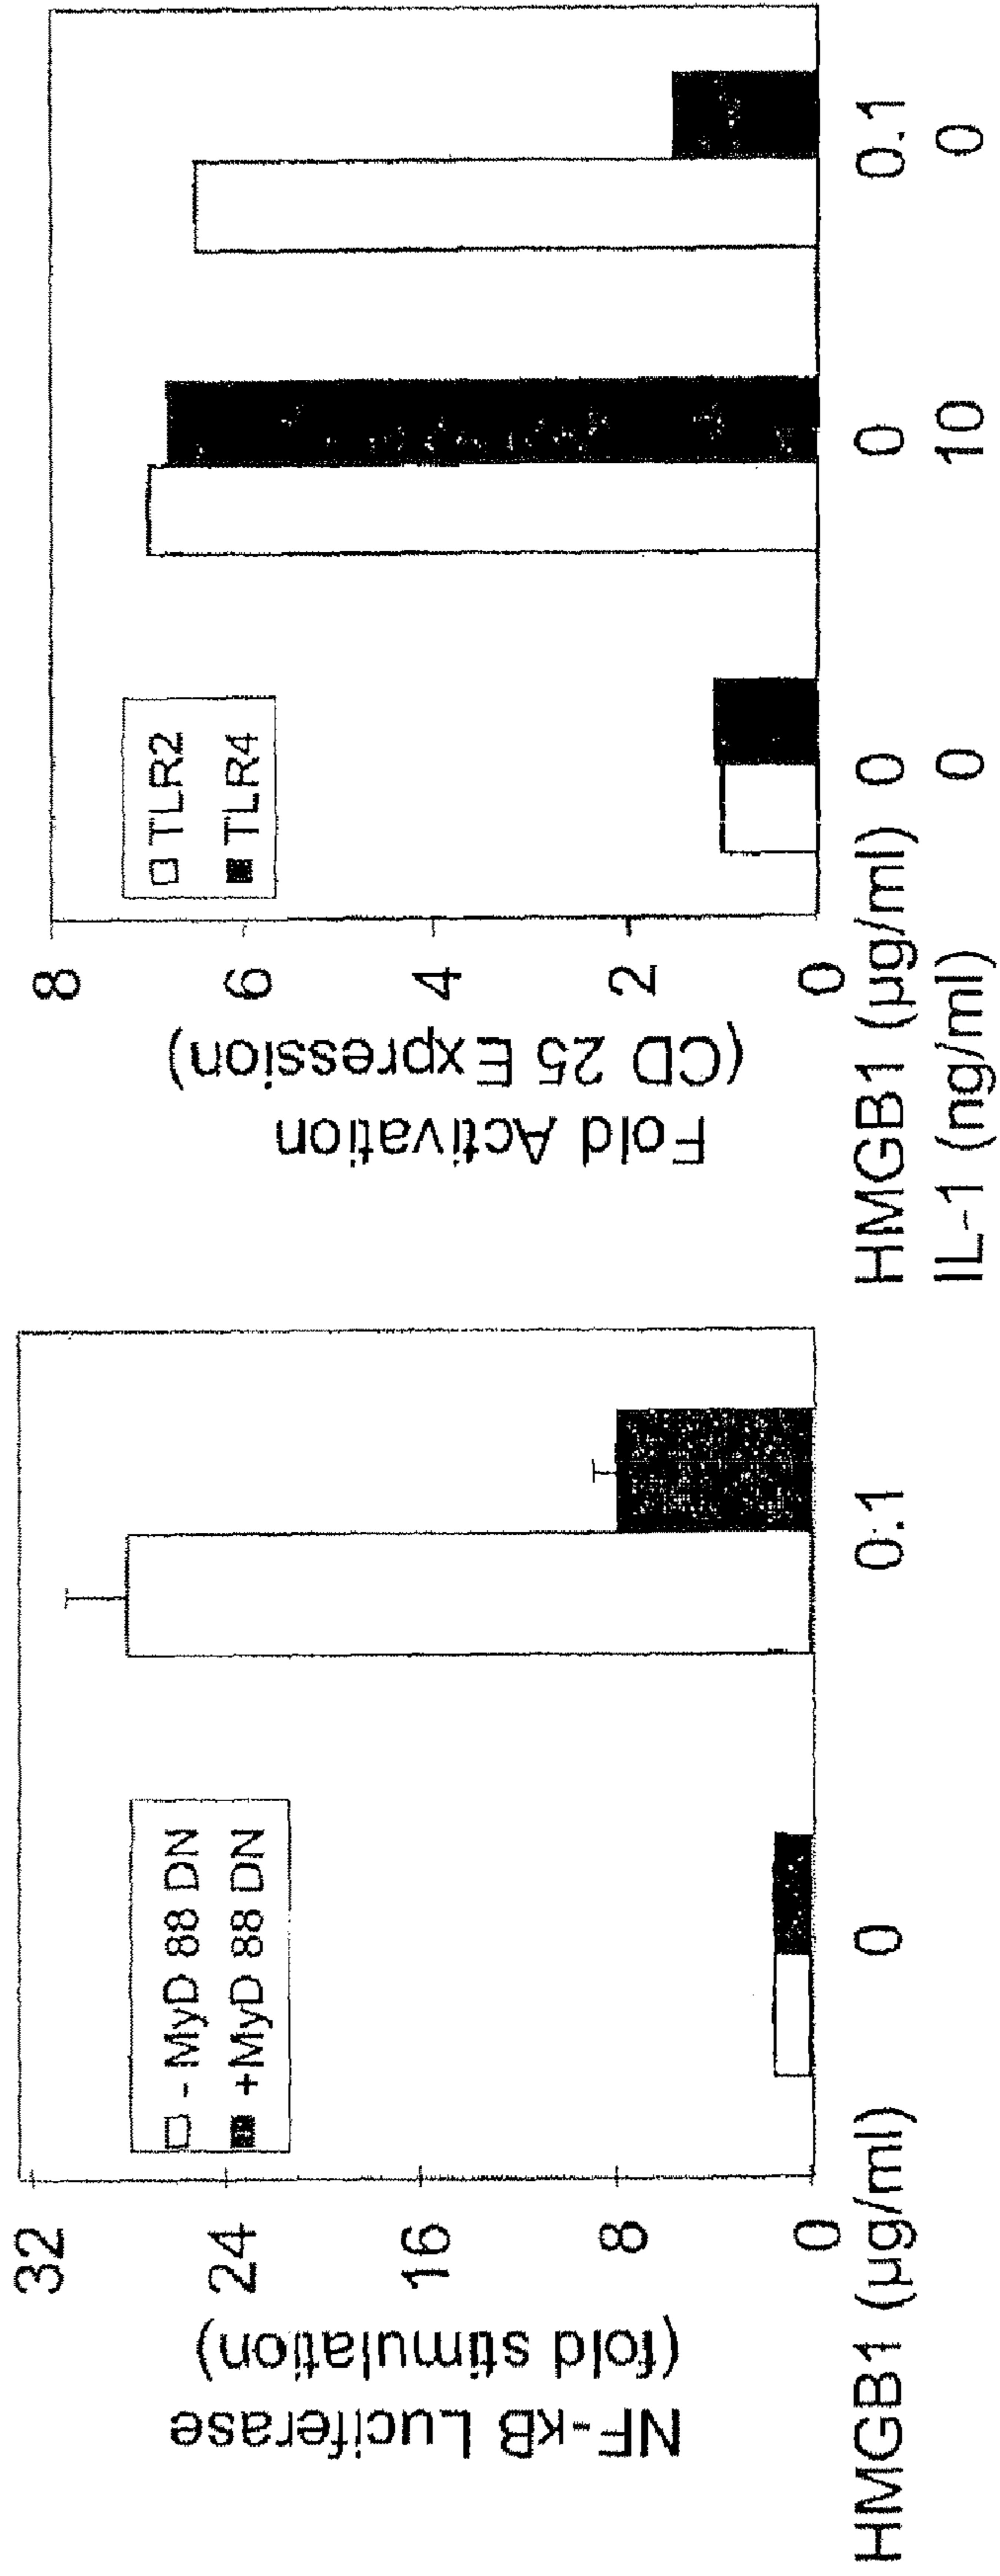 NF-κB Luciferase
(fold stimulation)
32
24
16
8
0
- MyD 88 DN
+MyD 88 DN
HMGB1 (μg/ml) 0 0.1
Fold Activation
(CD 25 Expression)
8
6
4
2
0
TLR2
TLR4
HMGB1 (μg/ml) 0 0 0.1
IL-1 (ng/ml) 0 10 0